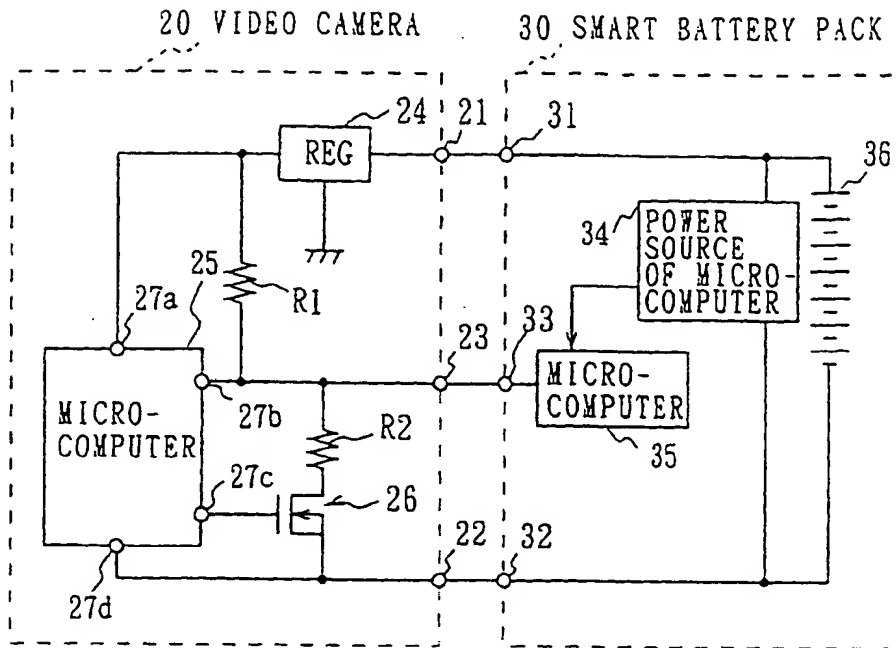 20 VIDEO CAMERA
30 SMART BATTERY PACK
24
21
31
REG
36
34
POWER
SOURCE
OF MICRO-
COMPUTER
25
R1
27a
23
33
MICRO-
COMPUTER
27b
MICRO-
COMPUTER
R2
35
27c
26
22
32
27d